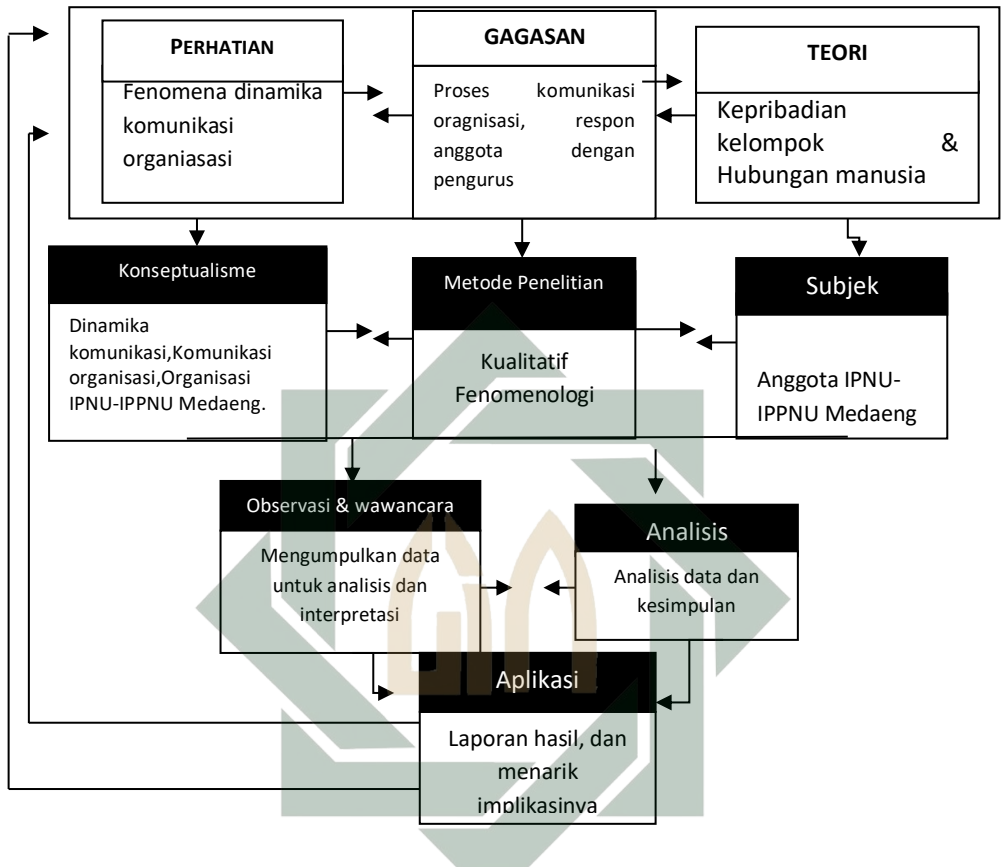 PERHATIAN
Fenomena dinamika
komunikasi
organiasasi
GAGASAN
Proses komunikasi
oragnisasi, respon
anggota dengan
pengurus
TEORI
Kepribadian
kelompok &
Hubungan manusia
Konseptualisme
Dinamika
komunikasi,Komunikasi
organisasi,Organisasi
IPNU-IPPNU Medaeng.
Metode Penelitian
Kualitatif
Fenomenologi
Subjek
Anggota IPNU-
IPPNU Medaeng
Observasi & wawancara
Mengumpulkan data
untuk analisis dan
interpretasi
Analisis
Analisis data dan
kesimpulan
Aplikasi
Laporan hasil, dan
menarik
implikasinya